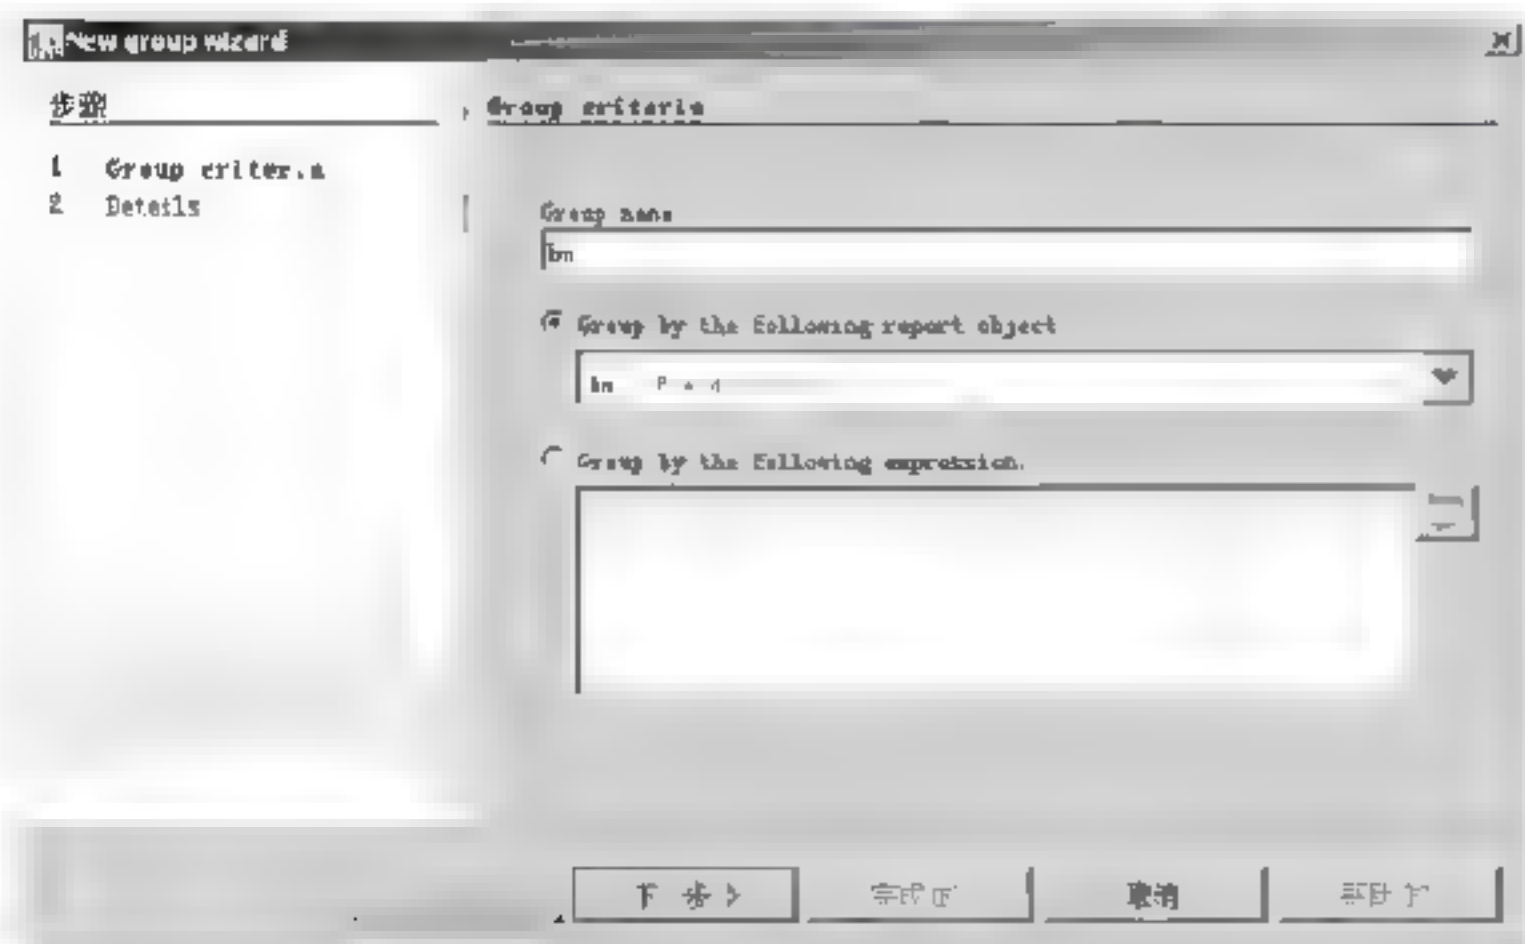 New group wizard
步骤
1 Group criteria
2 Details
Group criteria
Group name
bm
Group by the following report object
bm
Group by the following expression.
下 步 >
取消